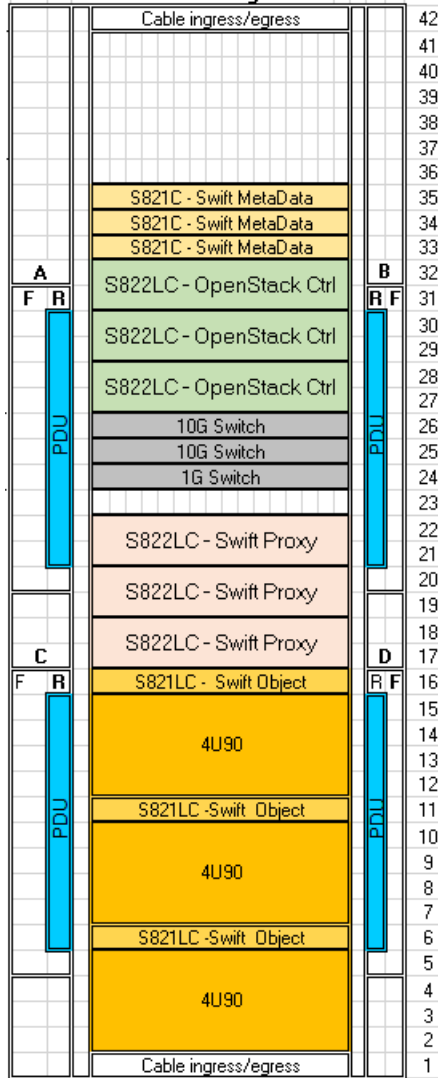 Cable ingress/egress 42
41
40
39
38
37
36
S821C - Swift MetaData 35
S821C - Swift MetaData 34
S821C - Swift MetaData 33
A B 32
F R S822LC - OpenStack Ctrl R F 31
30
S822LC - OpenStack Ctrl 29
28
S822LC - OpenStack Ctrl 27
10G Switch 26
PDU 10G Switch PDU 25
1G Switch 24
23
22
S822LC - Swift Proxy 21
20
S822LC - Swift Proxy 19
18
C S822LC - Swift Proxy D 17
F R S821LC - Swift Object R F 16
15
14
4U90 13
12
S821LC -Swift Object 11
PDU PDU 10
9
4U90 8
7
S821LC -Swift Object 6
5
4
4U90 3
2
Cable ingress/egress 1